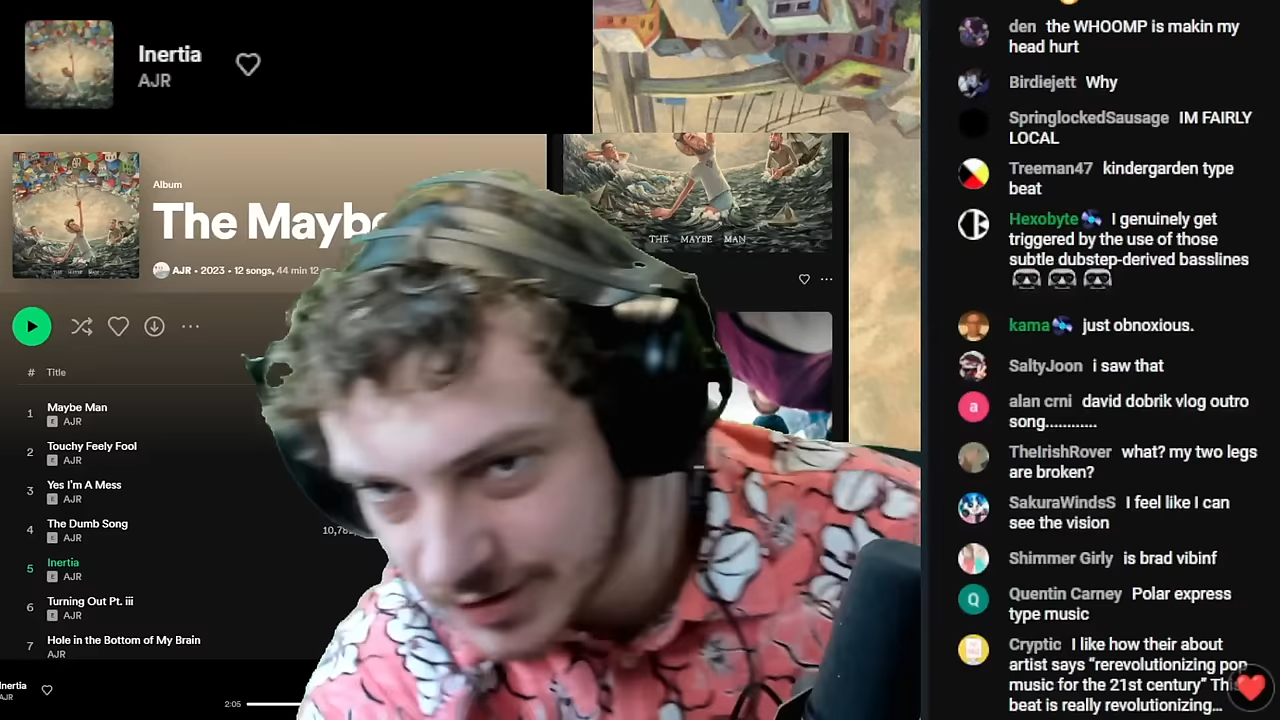 Inertia
AJR
Album
The Maybe
AJR • 2023 • 12 songs, 44 min 12
# Title
1 Maybe Man
E AJR
2 Touchy Feely Fool
E AJR
3 Yes I'm A Mess
E AJR
4 The Dumb Song
E AJR
10,78
5 Inertia
E AJR
6 Turning Out Pt. iii
E AJR
7 Hole in the Bottom of My Brain
AJR
Inertia
AJR
2:05
THE MAYBE MAN
THE MAYBE MAN
den the WHOOMP is makin my
head hurt
Birdiejett Why
SpringlockedSausage IM FAIRLY
LOCAL
Treeman47 kindergarden type
beat
Hexobyte I genuinely get
triggered by the use of those
subtle dubstep-derived basslines
kama just obnoxious.
SaltyJoon i saw that
a alan crni david dobrik vlog outro
song............
TheIrishRover what? my two legs
are broken?
SakuraWindsS I feel like I can
see the vision
Shimmer Girly is brad vibinf
Q Quentin Carney Polar express
type music
Cryptic I like how their about
artist says “rerevolutionizing pop
music for the 21st century” This
beat is really revolutionizing...